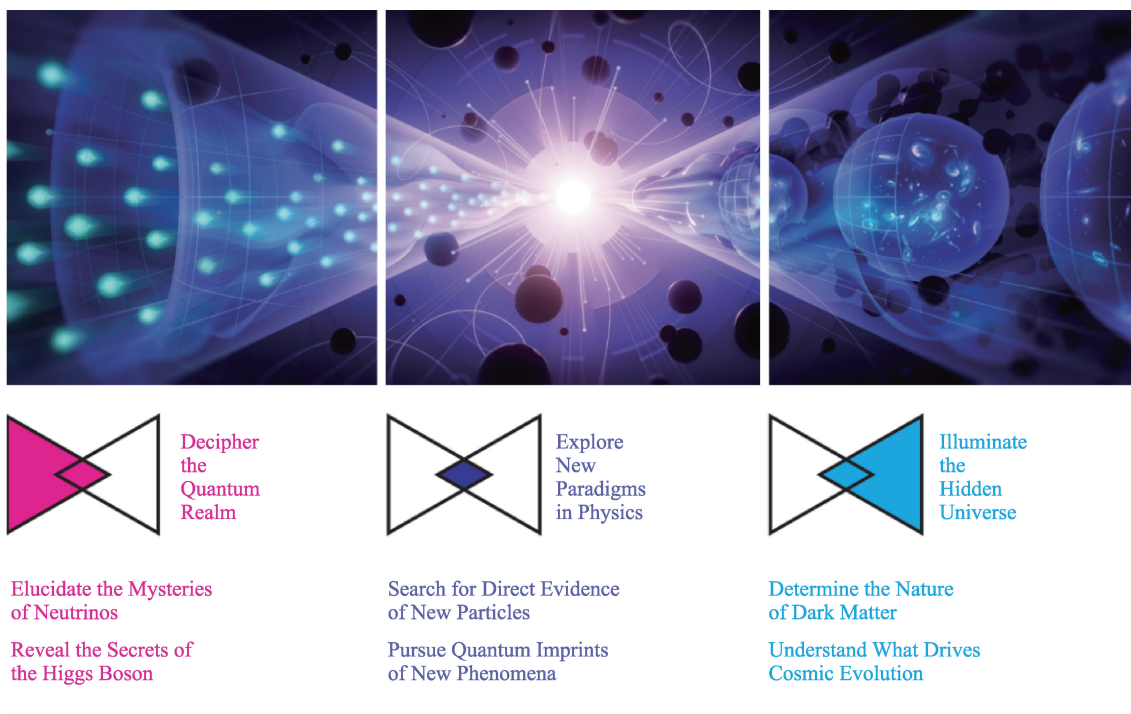 Decipher
the
Quantum
Realm
Explore
New
Paradigms
in Physics
Illuminate
the
Hidden
Universe
Elucidate the Mysteries
of Neutrinos
Reveal the Secrets of
the Higgs Boson
Search for Direct Evidence
of New Particles
Pursue Quantum Imprints
of New Phenomena
Determine the Nature
of Dark Matter
Understand What Drives
Cosmic Evolution